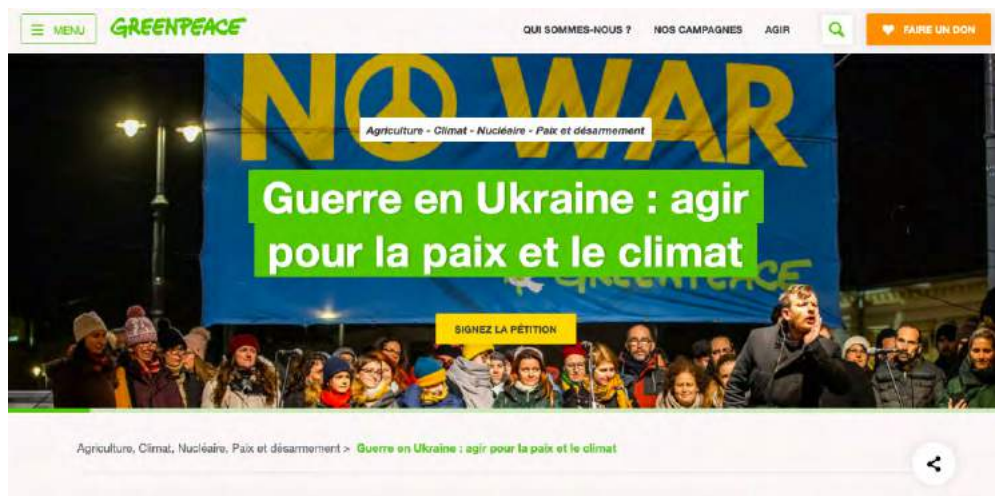 MENU
GREENPEACE
QUI SOMMES-NOUS ?
NOS CAMPAGNES
AGIR
FAIRE UN DON
NO WAR
Agriculture - Climat - Nucléaire - Paix et désarmement
Guerre en Ukraine : agir
pour la paix et le climat
GREENPEACE
SIGNEZ LA PÉTITION
Agriculture, Climat, Nucléaire, Paix et désarmement > Guerre en Ukraine : agir pour la paix et le climat